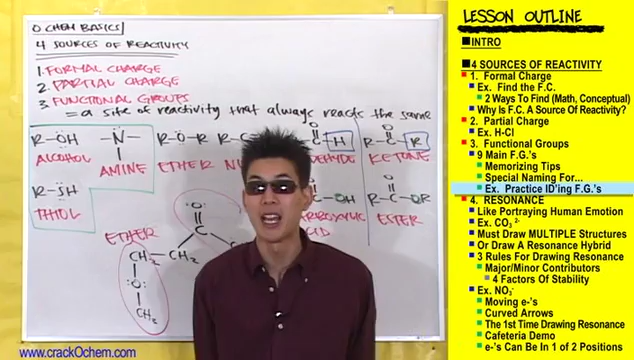 O CHEM BASICS
4 SOURCES OF REACTIVITY
1. FORMAL CHARGE
2. PARTIAL CHARGE
3. FUNCTIONAL GROUPS
= a site of reactivity that always reacts the same
R-ÖH
ALCOHOL
-N-
AMINE
R-Ö-R
ETHER
R-C
N
C-H
KETONE
R-C-R
R-SH
THIOL
C-OH
ACID
R-C-OR
ESTER
ETHER
:O:
C
CH2
CH2
:O:
CH3
www.crackOchem.com
LESSON OUTLINE
INTRO
4 SOURCES OF REACTIVITY
1. Formal Charge
Ex. Find the F.C.
2 Ways To Find (Math, Conceptual)
Why Is F.C. A Source Of Reactivity?
2. Partial Charge
Ex. H-Cl
3. Functional Groups
9 Main F.G.'s
Memorizing Tips
Special Naming For...
Ex. Practice ID'ing F.G.'s
4. RESONANCE
Like Portraying Human Emotion
Ex. CO3 2-
Must Draw MULTIPLE Structures
Or Draw A Resonance Hybrid
3 Rules For Drawing Resonance
Major/Minor Contributors
4 Factors Of Stability
Ex. NO3-
Moving e-'s
Curved Arrows
The 1st Time Drawing Resonance
Cafeteria Demo
e-'s Can Be In 1 of 2 Positions